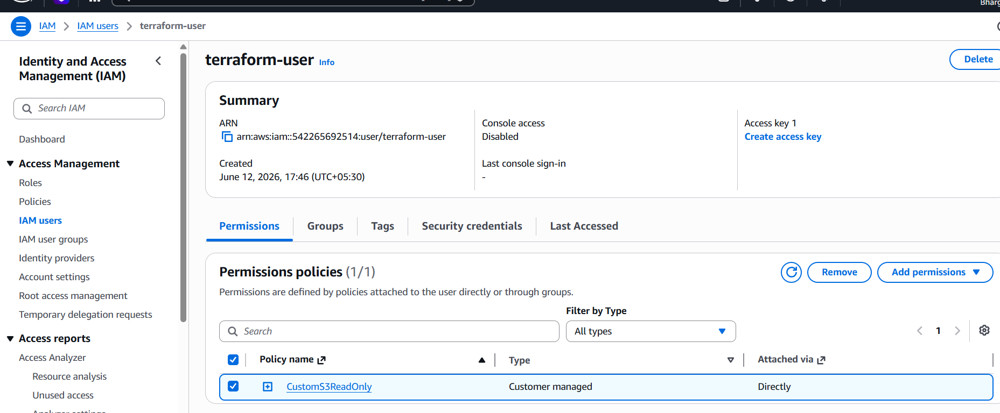 Bharg
IAM > IAM users > terraform-user
Identity and Access
Management (IAM)
Search IAM
Dashboard
Access Management
Roles
Policies
IAM users
IAM user groups
Identity providers
Account settings
Root access management
Temporary delegation requests
Access reports
Access Analyzer
Resource analysis
Unused access
Analyzer settings
terraform-user Info
Delete
Summary
ARN
arn:aws:iam::542265692514:user/terraform-user
Created
June 12, 2026, 17:46 (UTC+05:30)
Console access
Disabled
Last console sign-in
-
Access key 1
Create access key
Permissions Groups Tags Security credentials Last Accessed
Permissions policies (1/1)
Remove Add permissions
Permissions are defined by policies attached to the user directly or through groups.
Filter by Type
Search All types 1
Policy name Type Attached via
CustomS3ReadOnly Customer managed Directly